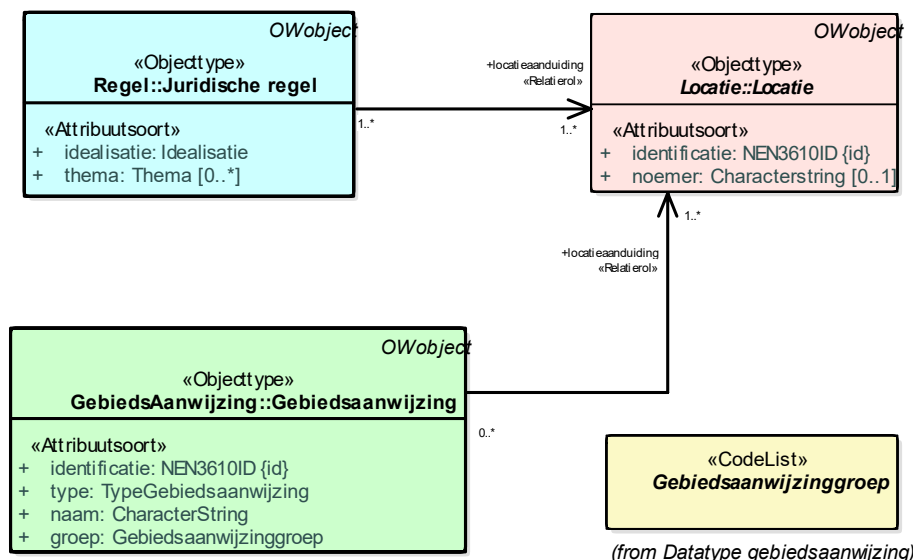 OWobject
«Objecttype»
Regel::Juridische regel
«Attribuutsoort»
+ idealisatie: Idealisatie
+ thema: Thema [0..*]
+locatieaanduiding
«Relatierol»
1..*
1..*
OWobject
«Objecttype»
Locatie::Locatie
«Attribuutsoort»
+ identificatie: NEN3610ID {id}
+ noemer: Characterstring [0..1]
1..*
+locatieaanduiding
«Relatierol»
OWobject
«Objecttype»
GebiedsAanwijzing::Gebiedsaanwijzing
«Attribuutsoort»
+ identificatie: NEN3610ID {id}
+ type: TypeGebiedsaanwijzing
+ naam: CharacterString
+ groep: Gebiedsaanwijzinggroep
0..*
«CodeList»
Gebiedsaanwijzinggroep
(from Datatype gebiedsaanwijzing)